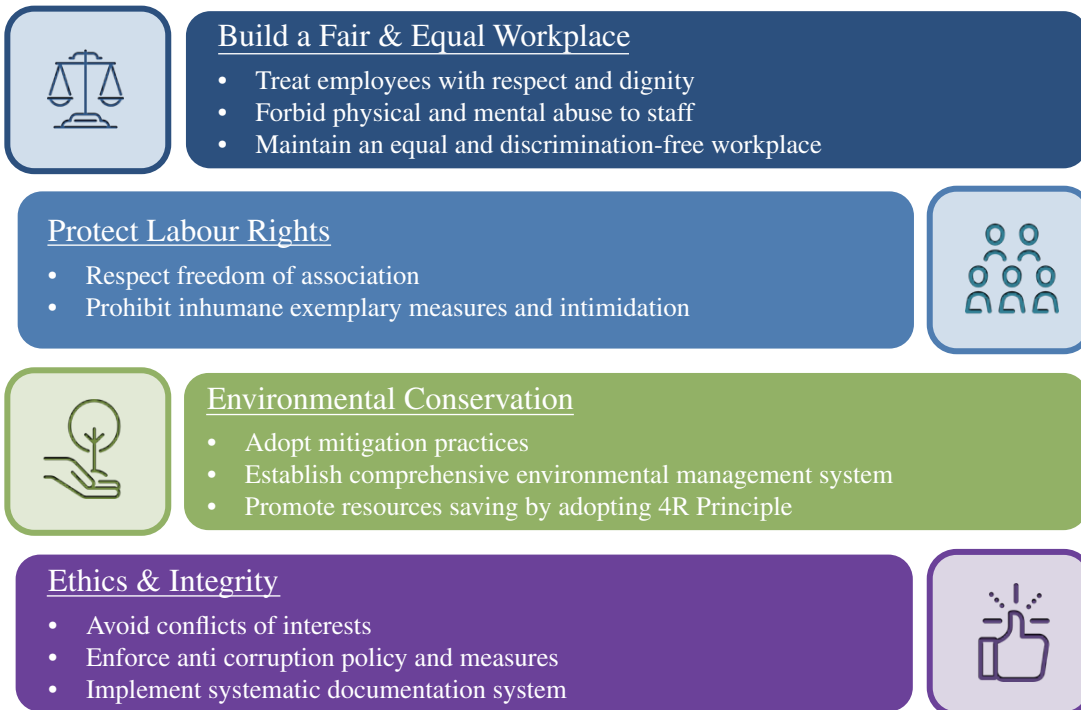 Build a Fair & Equal Workplace
• Treat employees with respect and dignity
• Forbid physical and mental abuse to staff
• Maintain an equal and discrimination-free workplace
Protect Labour Rights
• Respect freedom of association
• Prohibit inhumane exemplary measures and intimidation
Environmental Conservation
• Adopt mitigation practices
• Establish comprehensive environmental management system
• Promote resources saving by adopting 4R Principle
Ethics & Integrity
• Avoid conflicts of interests
• Enforce anti corruption policy and measures
• Implement systematic documentation system